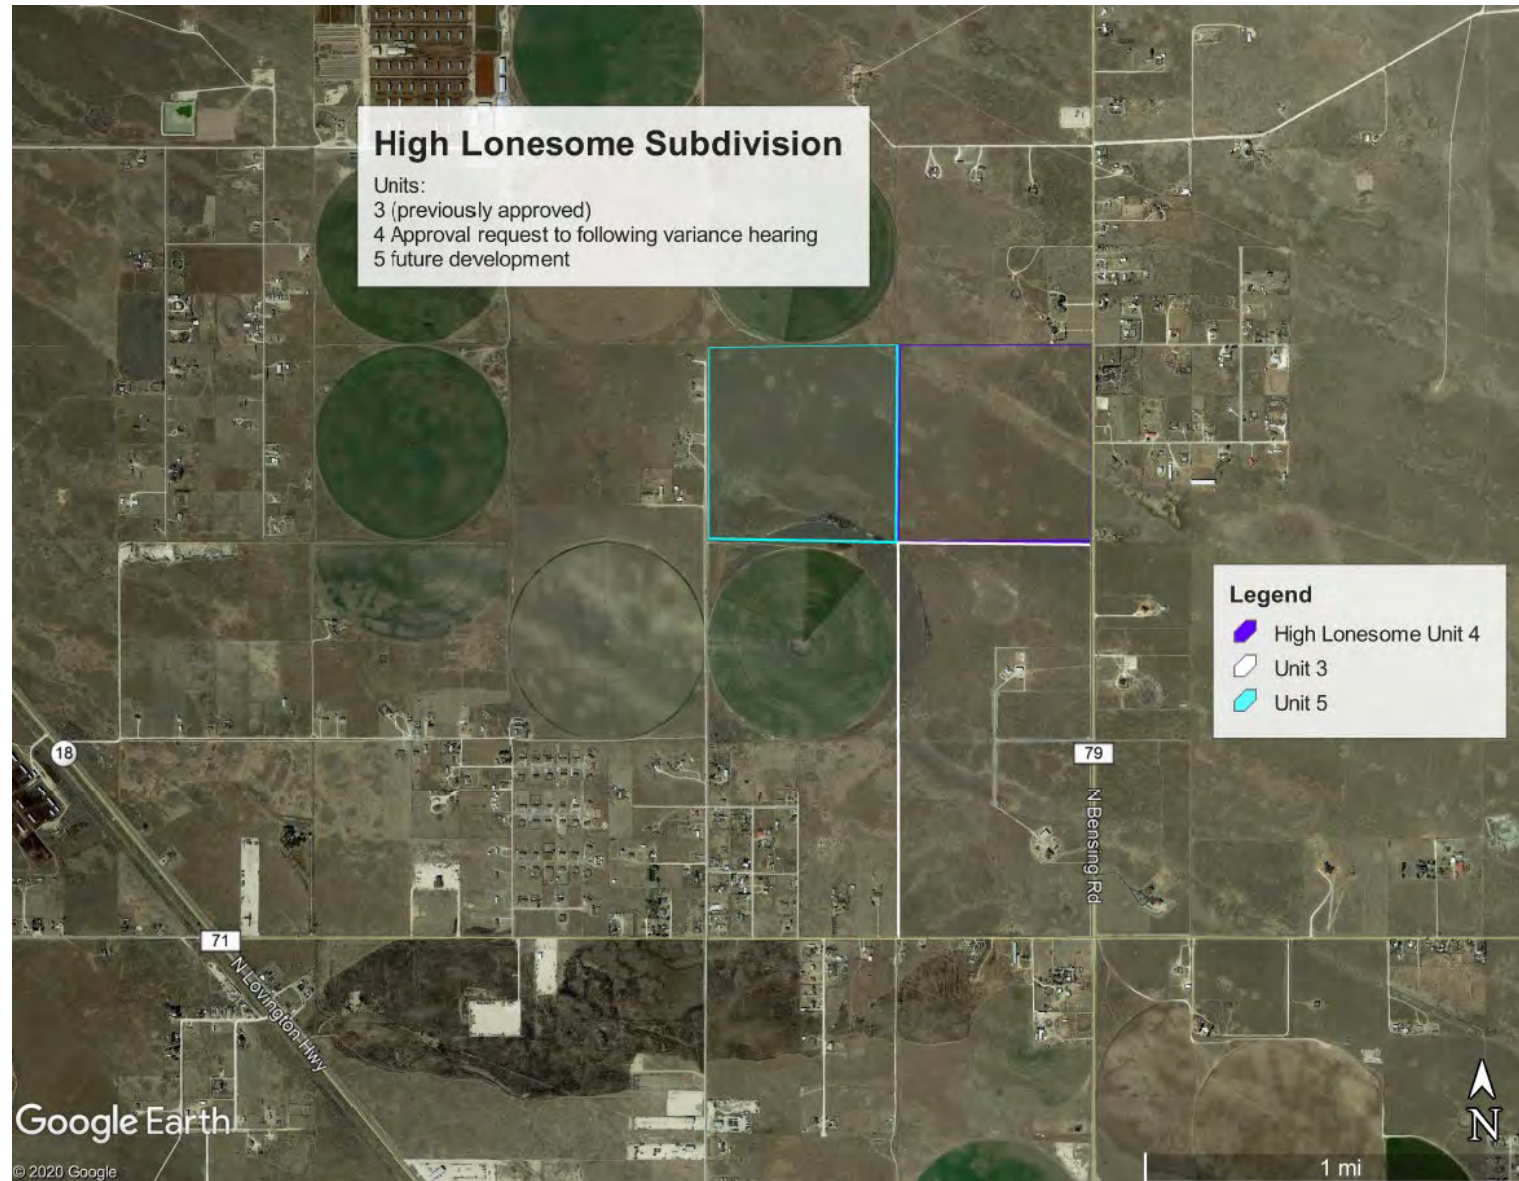 High Lonesome Subdivision
Units:
3 (previously approved)
4 Approval request to following variance hearing
5 future development
Legend
High Lonesome Unit 4
Unit 3
Unit 5
18
79
N Bensing Rd
71
N Lovington Hwy
Google Earth
N
© 2020 Google
1 mi